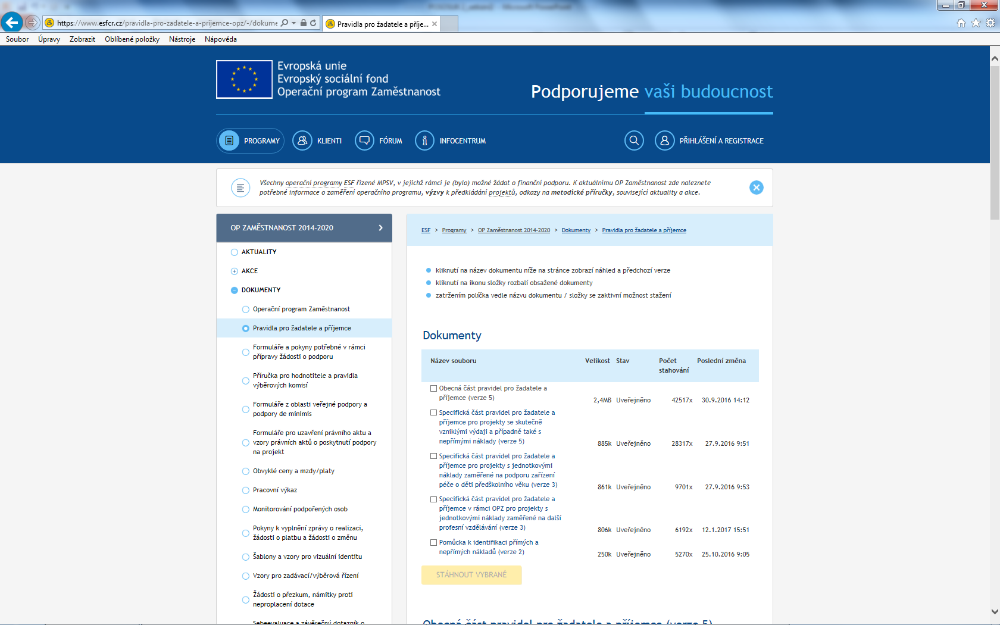 https://www.esfcr.cz/pravidla-pro-zadatele-a-prijemce-opz/-/dokume
Pravidla pro žadatele a příje...
Soubor Úpravy Zobrazit Oblíbené položky Nástroje Nápověda
Evropská unie
Evropský sociální fond
Operační program Zaměstnanost
Podporujeme vaši budoucnost
PROGRAMY KLIENTI FÓRUM INFOCENTRUM PŘIHLÁŠENÍ A REGISTRACE
Všechny operační programy ESF řízené MPSV, v jejichž rámci je (bylo) možné žádat o finanční podporu. K aktuálnímu OP Zaměstnanost zde naleznete
potřebné informace o zaměření operačního programu, výzvy k předkládání projektů, odkazy na metodické příručky, související aktuality a akce.
OP ZAMĚSTNANOST 2014-2020
AKTUALITY
AKCE
DOKUMENTY
Operační program Zaměstnanost
Pravidla pro žadatele a příjemce
Formuláře a pokyny potřebné v rámci
přípravy žádosti o podporu
Příručka pro hodnotitele a pravidla
výběrových komisí
Formuláře z oblasti veřejné podpory a
podpory de minimis
Formuláře pro uzavření právního aktu a
vzory právních aktů o poskytnutí podpory
na projekt
Obvyklé ceny a mzdy/platy
Pracovní výkaz
Monitorování podpořených osob
Pokyny k vyplnění zprávy o realizaci,
žádosti o platbu a žádosti o změnu
Šablony a vzory pro vizuální identitu
Vzory pro zadávací/výběrová řízení
Žádosti o přezkum, námitky proti
neproplacení dotace
Sebeevaluace a závěrečný dotazník o
ESF > Programy > OP Zaměstnanost 2014-2020 > Dokumenty > Pravidla pro žadatele a příjemce
kliknutí na název dokumentu níže na stránce zobrazí náhled a předchozí verze
kliknutí na ikonu složky rozbalí obsažené dokumenty
zatržením políčka vedle názvu dokumentu / složky se zaktivní možnost stažení
Dokumenty
Název souboru Velikost Stav Počet Poslední změna
stahování
Obecná část pravidel pro žadatele a
příjemce (verze 5)
2,4MB Uveřejněno 42517x 30.9.2016 14:12
Specifická část pravidel pro žadatele a
příjemce pro projekty se skutečně
vzniklými výdaji a případně také s
nepřímými náklady (verze 5)
885k Uveřejněno 28317x 27.9.2016 9:51
Specifická část pravidel pro žadatele a
příjemce pro projekty s jednotkovými
náklady zaměřené na podporu zařízení
péče o děti předškolního věku (verze 3)
861k Uveřejněno 9701x 27.9.2016 9:53
Specifická část pravidel pro žadatele a
příjemce v rámci OPZ pro projekty s
jednotkovými náklady zaměřené na další
profesní vzdělávání (verze 3)
806k Uveřejněno 6192x 12.1.2017 15:51
Pomůcka k identifikaci přímých a
nepřímých nákladů (verze 2)
250k Uveřejněno 5270x 25.10.2016 9:05
STÁHNOUT VYBRANÉ
Obecná část pravidel pro žadatele a příjemce (verze 5)